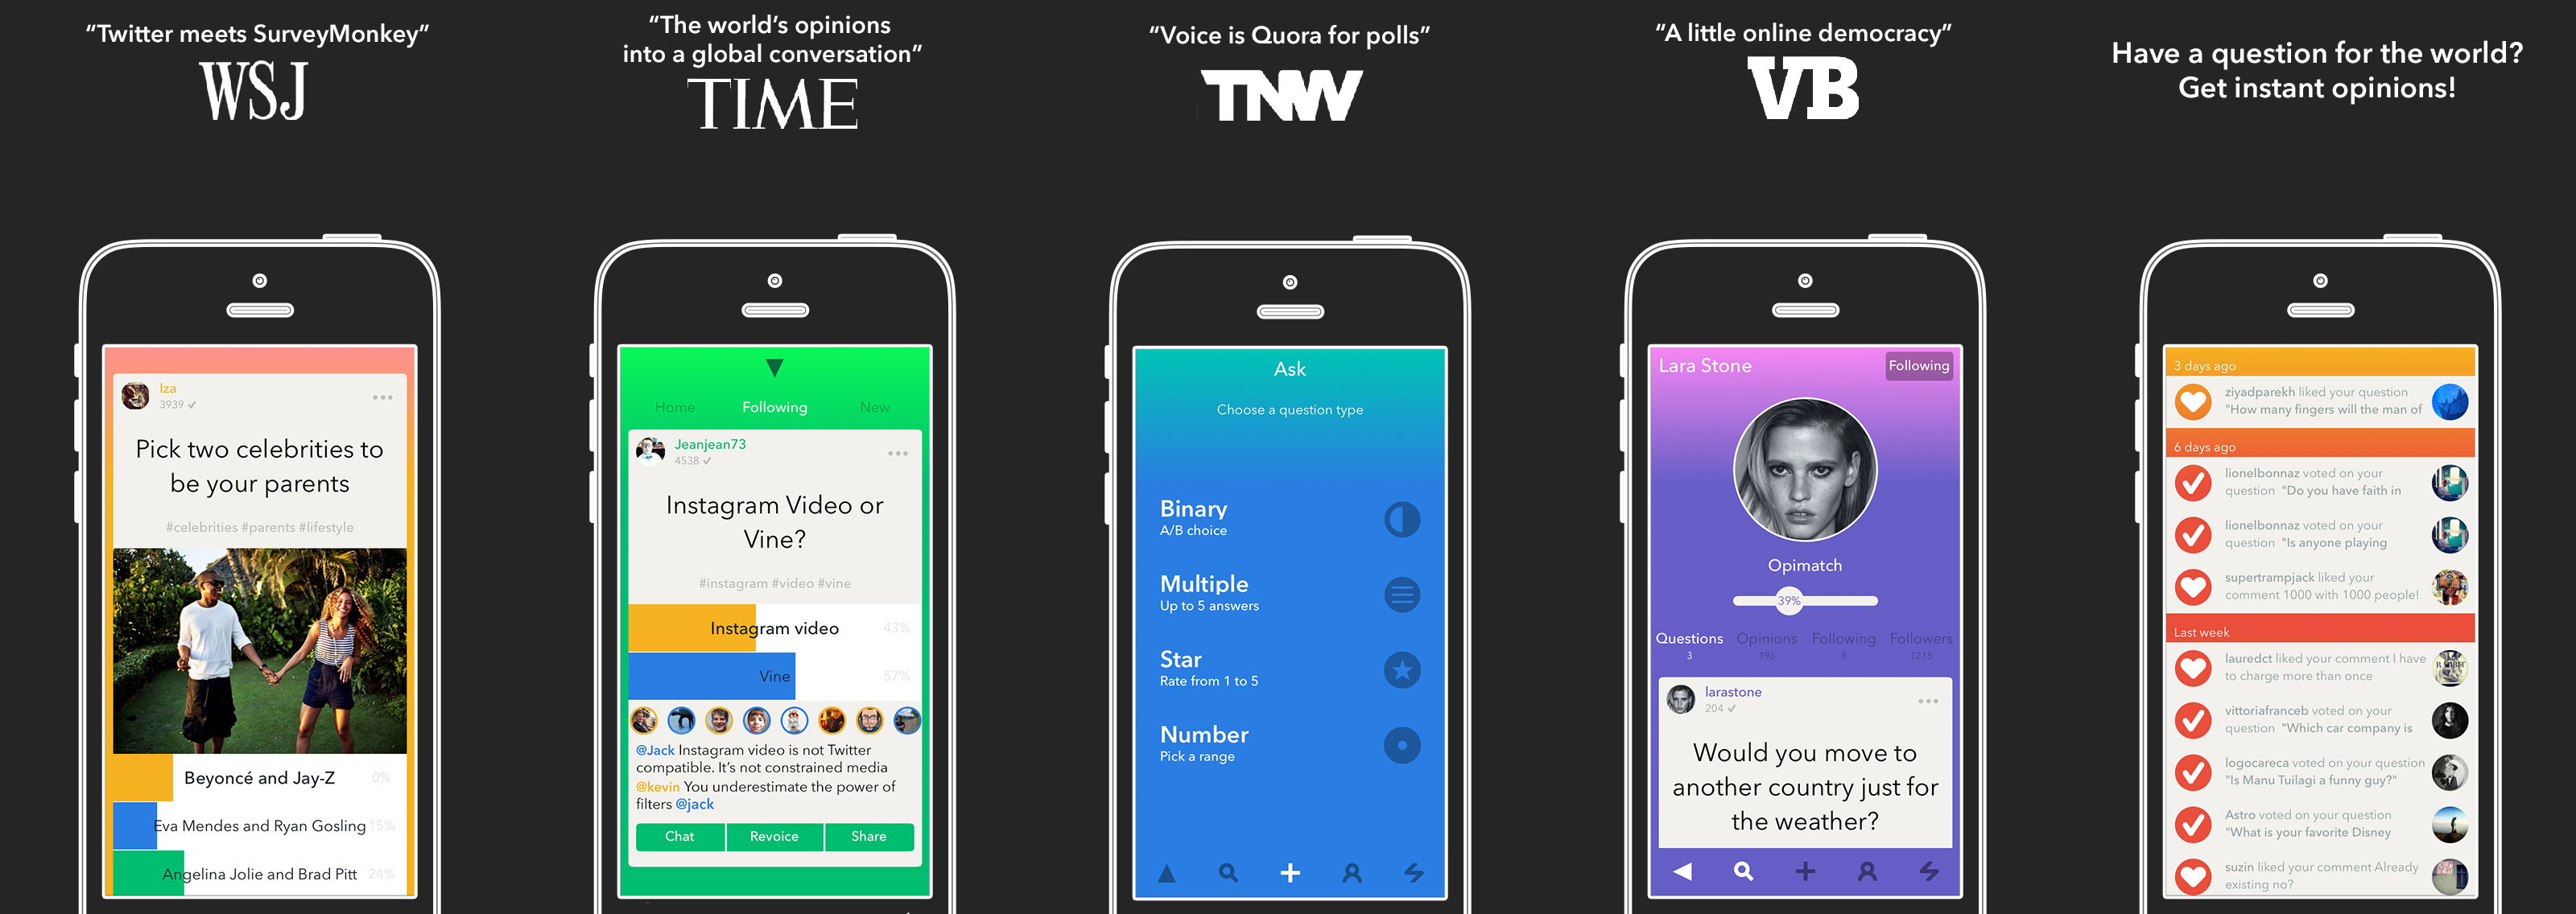 “Twitter meets SurveyMonkey”
WSJ
Iza
3939
Pick two celebrities to
be your parents
#celebrities #parents #lifestyle
Beyoncé and Jay-Z 0%
Eva Mendes and Ryan Gosling 15%
Angelina Jolie and Brad Pitt 24%
“The world’s opinions
into a global conversation”
TIME
Home Following New
Jeanjean73
4538
Instagram Video or
Vine?
#instagram #video #vine
Instagram video 43%
Vine 57%
@Jack Instagram video is not Twitter
compatible. It’s not constrained media
@kevin You underestimate the power of
filters @jack
Chat Revoice Share
“Voice is Quora for polls”
TNW
Ask
Choose a question type
Binary
A/B choice
Multiple
Up to 5 answers
Star
Rate from 1 to 5
Number
Pick a range
“A little online democracy”
VB
Lara Stone Following
Opimatch
39%
Questions Opinions Following Followers
3 196 5 1215
larastone
204
Would you move to
another country just for
the weather?
Have a question for the world?
Get instant opinions!
3 days ago
ziyadparekh liked your question
"How many fingers will the man of
6 days ago
lionelbonnaz voted on your
question "Do you have faith in
lionelbonnaz voted on your
question "Is anyone playing
supertrampjack liked your
comment 1000 with 1000 people!
Last week
lauredct liked your comment I have
to charge more than once
vittoriafranceb voted on your
question "Which car company is
logocareca voted on your question
"Is Manu Tuilagi a funny guy?"
Astro voted on your question
"What is your favorite Disney
suzin liked your comment Already
existing no?